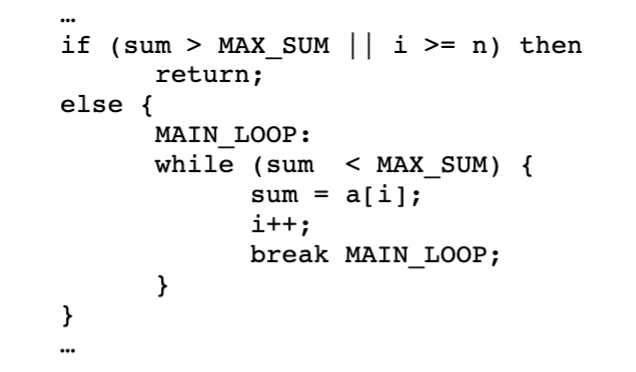 …
if (sum > MAX_SUM || i >= n) then
return;
else {
MAIN_LOOP:
while (sum  < MAX_SUM) {
sum = a[i];
i++;
break MAIN_LOOP;
}
}
…